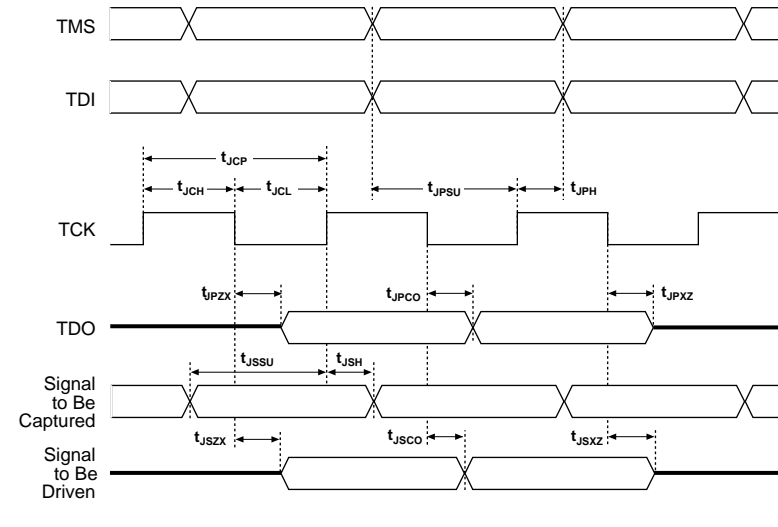 TMS
TDI
tJCP
tJCH
tJCL
tJPSU
tJPH
TCK
tJPZX
tJPCO
tJPXZ
TDO
tJSSU
tJSH
Signal
to Be
Captured
tJSZX
tJSCO
tJSXZ
Signal
to Be
Driven